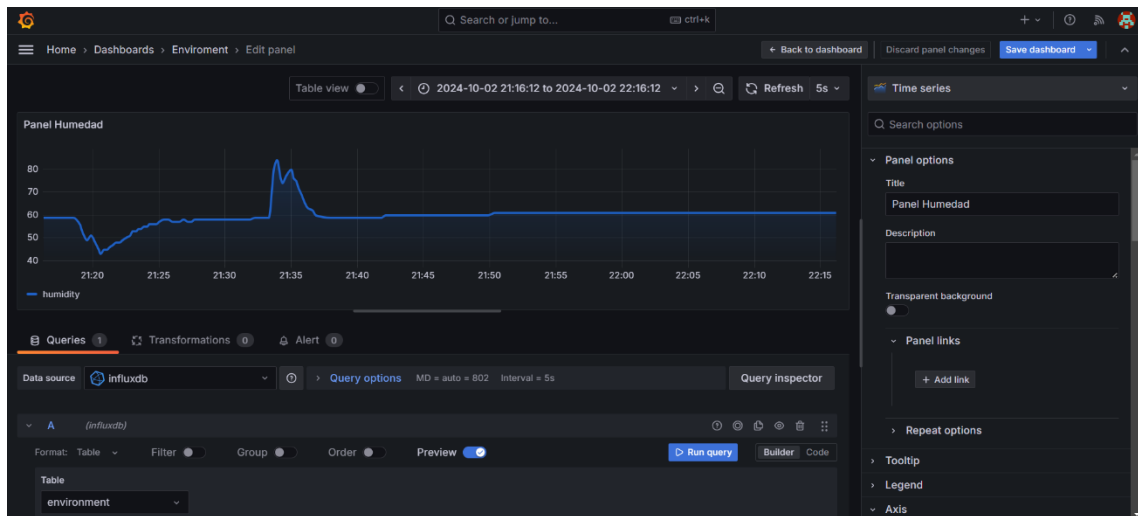 Search or jump to... ctrl+k
Home > Dashboards > Enviroment > Edit panel
← Back to dashboard Discard panel changes Save dashboard
Table view 2024-10-02 21:16:12 to 2024-10-02 22:16:12 Refresh 5s
Time series
Panel Humedad
80
70
60
50
40
21:20 21:25 21:30 21:35 21:40 21:45 21:50 21:55 22:00 22:05 22:10 22:15
humidity
Queries 1 Transformations 0 Alert 0
Data source influxdb > Query options MD = auto = 802 Interval = 5s Query inspector
A (influxdb)
Format: Table Filter Group Order Preview Run query Builder Code
Table
environment
Search options
Panel options
Title
Panel Humedad
Description
Transparent background
Panel links
+ Add link
Repeat options
Tooltip
Legend
Axis